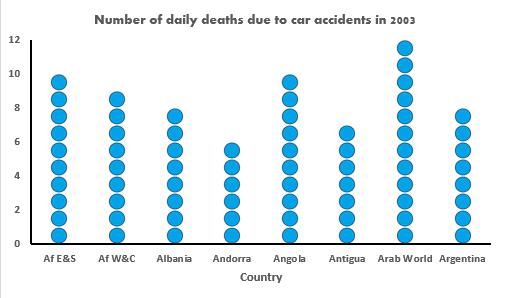 Number of daily deaths due to car accidents in 2003
12
10
8
6
4
2
0
Af E&S Af W&C Albania Andorra Angola Antigua Arab World Argentina
Country